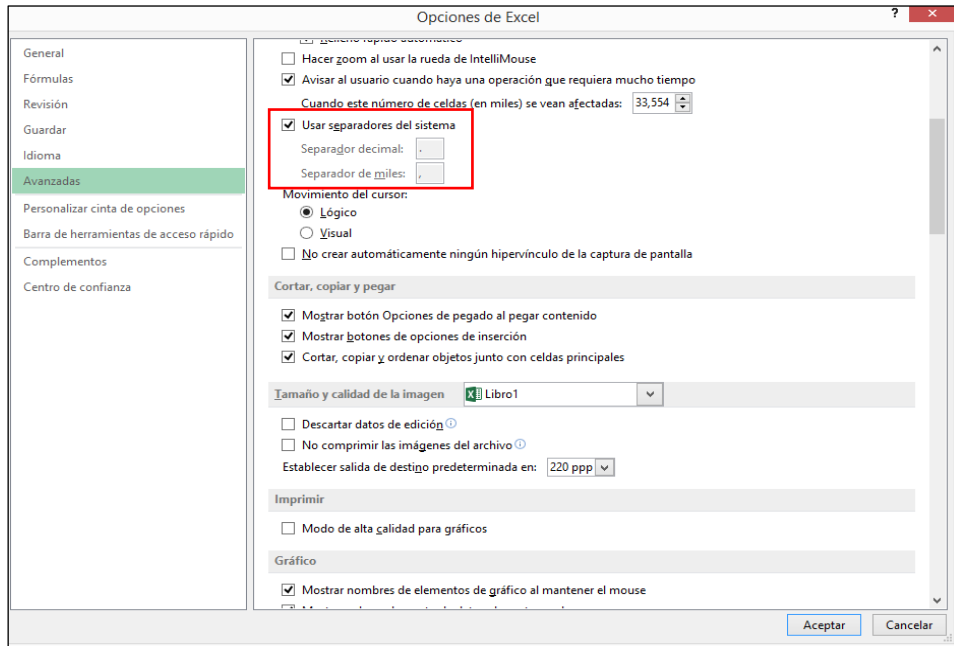 Opciones de Excel
? ×
General
Fórmulas
Revisión
Guardar
Idioma
Avanzadas
Personalizar cinta de opciones
Barra de herramientas de acceso rápido
Complementos
Centro de confianza
Hacer zoom al usar la rueda de IntelliMouse
Avisar al usuario cuando haya una operación que requiera mucho tiempo
Cuando este número de celdas (en miles) se vean afectadas: 33,554
Usar separadores del sistema
Separador decimal: .
Separador de miles: ,
Movimiento del cursor:
Lógico
Visual
No crear automáticamente ningún hipervínculo de la captura de pantalla
Cortar, copiar y pegar
Mostrar botón Opciones de pegado al pegar contenido
Mostrar botones de opciones de inserción
Cortar, copiar y ordenar objetos junto con celdas principales
Tamaño y calidad de la imagen Libro1
Descartar datos de edición
No comprimir las imágenes del archivo
Establecer salida de destino predeterminada en: 220 ppp
Imprimir
Modo de alta calidad para gráficos
Gráfico
Mostrar nombres de elementos de gráfico al mantener el mouse
Aceptar Cancelar